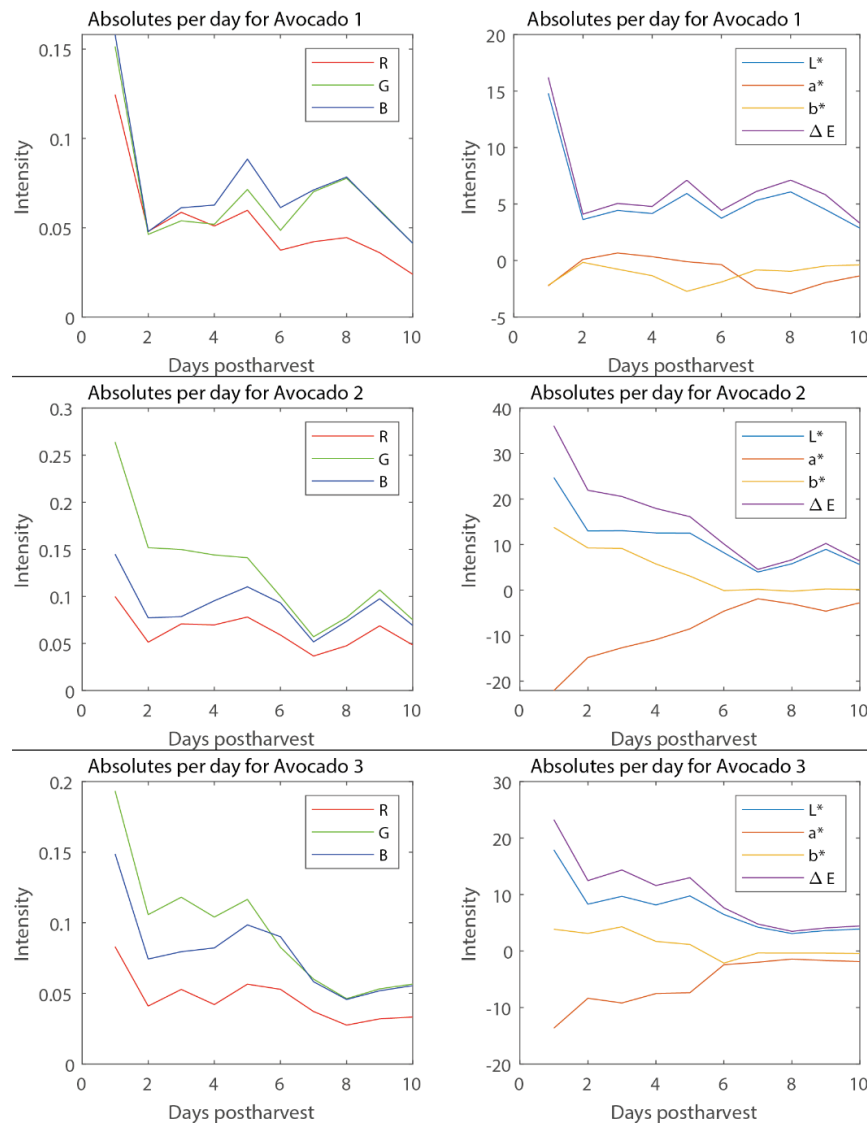 Absolutes per day for Avocado 1
0.15
0.1
0.05
0
Intensity
R
G
B
0 2 4 6 8 10
Days postharvest
Absolutes per day for Avocado 1
20
15
10
5
0
-5
Intensity
L*
a*
b*
Δ E
0 2 4 6 8 10
Days postharvest
Absolutes per day for Avocado 2
0.3
0.25
0.2
0.15
0.1
0.05
0
Intensity
R
G
B
0 2 4 6 8 10
Days postharvest
Absolutes per day for Avocado 2
40
30
20
10
0
-10
-20
Intensity
L*
a*
b*
Δ E
0 2 4 6 8 10
Days postharvest
Absolutes per day for Avocado 3
0.2
0.15
0.1
0.05
0
Intensity
R
G
B
0 2 4 6 8 10
Days postharvest
Absolutes per day for Avocado 3
30
20
10
0
-10
-20
Intensity
L*
a*
b*
Δ E
0 2 4 6 8 10
Days postharvest